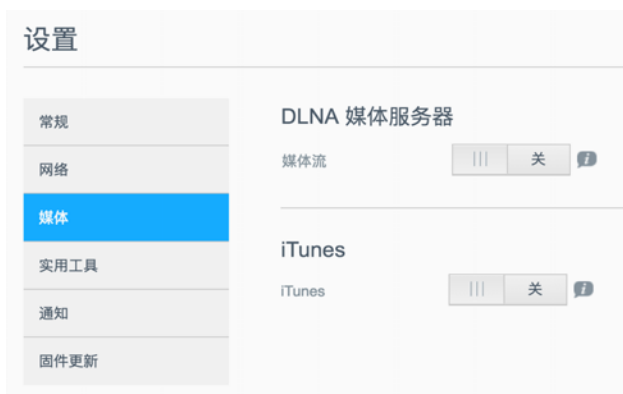 设置
常规
网络
媒体
实用工具
通知
固件更新
DLNA 媒体服务器
媒体流
关
iTunes
iTunes
关